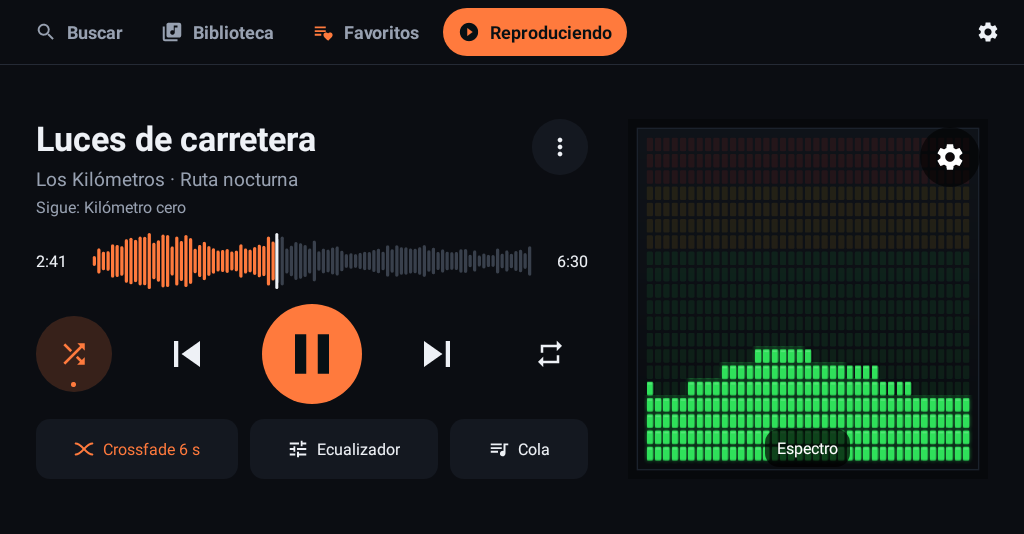 Buscar
Biblioteca
Favoritos
Reproduciendo
Luces de carretera
Los Kilómetros · Ruta nocturna
Sigue: Kilómetro cero
2:41
6:30
Crossfade 6 s
Ecualizador
Cola
Espectro